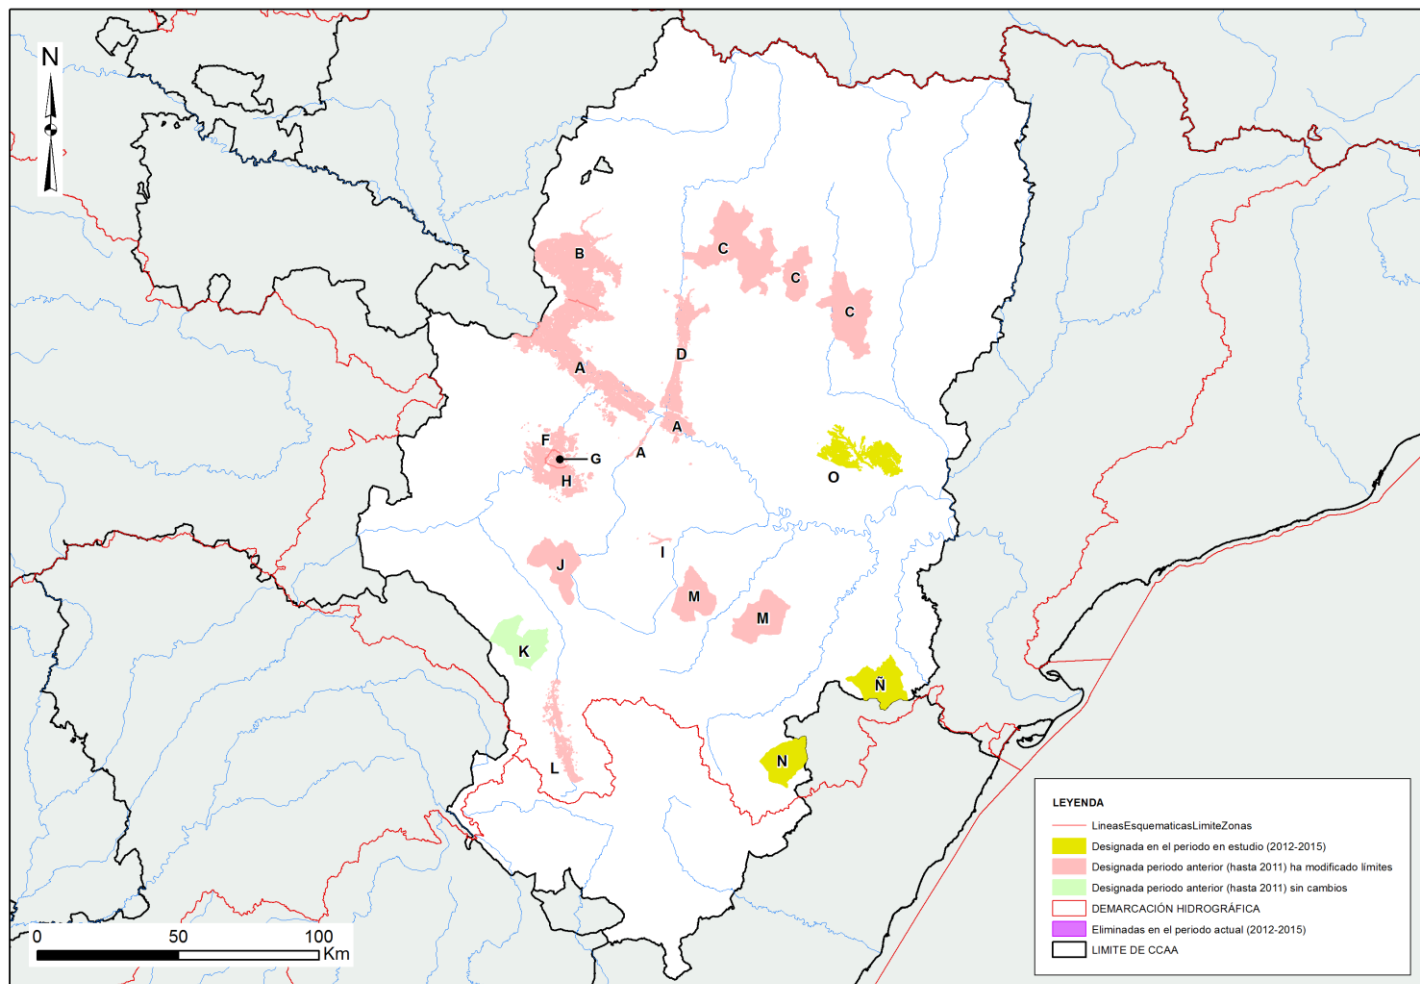 N
B
C
C
C
D
A
A
A
F
G
H
O
I
J
M
M
K
Ñ
N
L
0 50 100
Km
LEYENDA
LineasEsquematicasLimiteZonas
Designada en el periodo en estudio (2012-2015)
Designada periodo anterior (hasta 2011) ha modificado límites
Designada periodo anterior (hasta 2011) sin cambios
DEMARCACIÓN HIDROGRÁFICA
Eliminadas en el periodo actual (2012-2015)
LIMITE DE CCAA